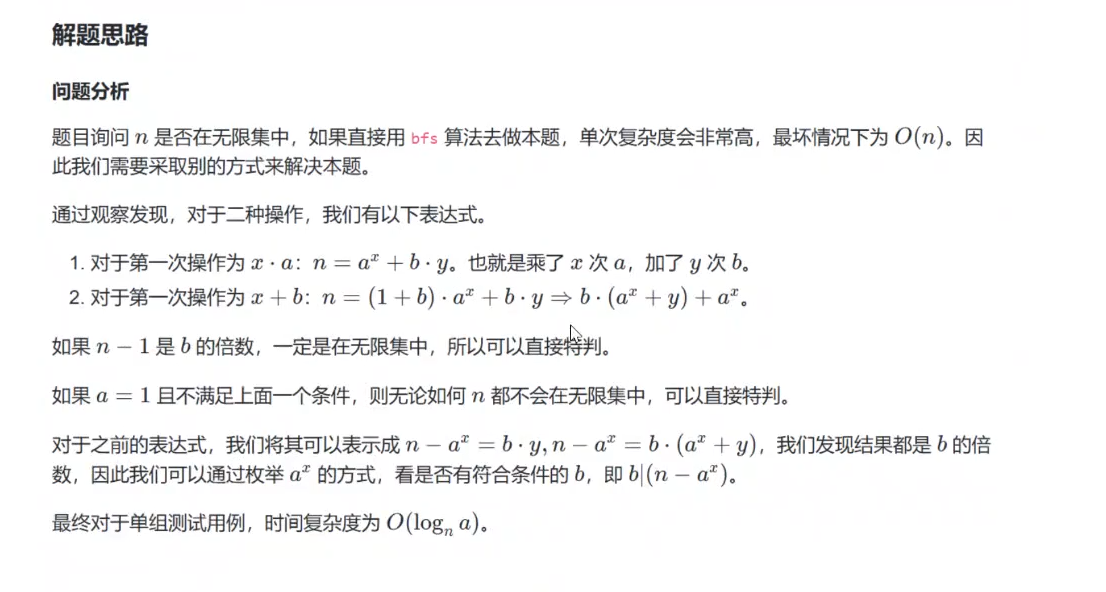 解题思路
问题分析
题目询问 n 是否在无限集中，如果直接用 bfs 算法去做本题，单次复杂度会非常高，最坏情况下为 O(n)。因
此我们需要采取别的方式来解决本题。
通过观察发现，对于二种操作，我们有以下表达式。
1. 对于第一次操作为 x · a：n = a^x + b · y。也就是乘了 x 次 a，加了 y 次 b。
2. 对于第一次操作为 x + b：n = (1 + b) · a^x + b · y ⇒ b · (a^x + y) + a^x。
如果 n − 1 是 b 的倍数，一定是在无限集中，所以可以直接特判。
如果 a = 1 且不满足上面一个条件，则无论如何 n 都不会在无限集中，可以直接特判。
对于之前的表达式，我们将其可以表示成 n − a^x = b · y, n − a^x = b · (a^x + y)，我们发现结果都是 b 的倍
数，因此我们可以通过枚举 a^x 的方式，看是否有符合条件的 b，即 b|(n − a^x)。
最终对于单组测试用例，时间复杂度为 O(log_n a)。